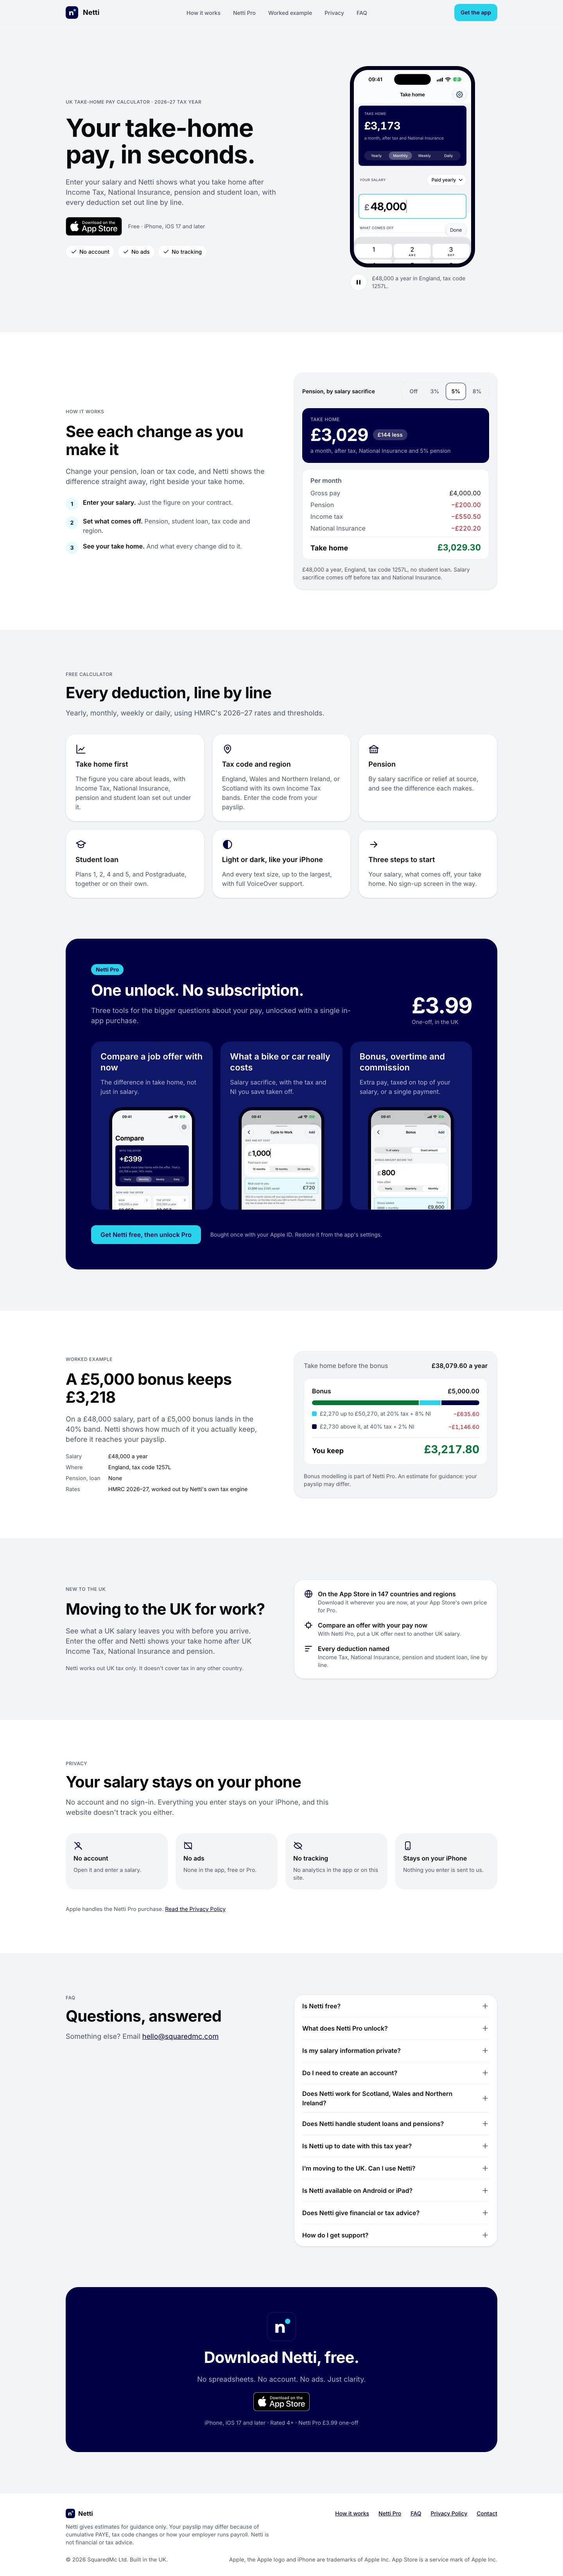 Netti
How it works
Netti Pro
Worked example
Privacy
FAQ
Get the app
UK TAKE-HOME PAY CALCULATOR · 2026–27 TAX YEAR
Your take-home
pay, in seconds.
Enter your salary and Netti shows what you take home after
Income Tax, National Insurance, pension and student loan, with
every deduction set out line by line.
Download on the
App Store
Free · iPhone, iOS 17 and later
No account
No ads
No tracking
09:41
Take home
TAKE HOME
£3,173
a month, after tax and National Insurance
Yearly Monthly Weekly Daily
YOUR SALARY
Paid yearly
£ 48,000
WHAT COMES OFF
Done
1 2 3
ABC DEF
£48,000 a year in England, tax code
1257L.
HOW IT WORKS
See each change as you
make it
Change your pension, loan or tax code, and Netti shows the
difference straight away, right beside your take home.
1 Enter your salary. Just the figure on your contract.
2 Set what comes off. Pension, student loan, tax code and
region.
3 See your take home. And what every change did to it.
Pension, by salary sacrifice
Off 3% 5% 8%
TAKE HOME
£3,029 £144 less
a month, after tax, National Insurance and 5% pension
Per month
Gross pay £4,000.00
Pension −£200.00
Income tax −£550.50
National Insurance −£220.20
Take home £3,029.30
£48,000 a year, England, tax code 1257L, no student loan. Salary
sacrifice comes off before tax and National Insurance.
FREE CALCULATOR
Every deduction, line by line
Yearly, monthly, weekly or daily, using HMRC's 2026–27 rates and thresholds.
Take home first
The figure you care about leads, with
Income Tax, National Insurance,
pension and student loan set out under
it.
Tax code and region
England, Wales and Northern Ireland, or
Scotland with its own Income Tax
bands. Enter the code from your
payslip.
Pension
By salary sacrifice or relief at source,
and see the difference each makes.
Student loan
Plans 1, 2, 4 and 5, and Postgraduate,
together or on their own.
Light or dark, like your iPhone
And every text size, up to the largest,
with full VoiceOver support.
Three steps to start
Your salary, what comes off, your take
home. No sign-up screen in the way.
Netti Pro
One unlock. No subscription.
Three tools for the bigger questions about your pay, unlocked with a single in-
app purchase.
£3.99
One-off, in the UK
Compare a job offer with
now
The difference in take home, not
just in salary.
09:41
Compare
+£399
Yearly Monthly Weekly Daily
What a bike or car really
costs
Salary sacrifice, with the tax and
NI you save taken off.
09:41
Cycle to Work
Add
£1,000
£720
Bonus, overtime and
commission
Extra pay, taxed on top of your
salary, or a single payment.
09:41
Bonus
Add
£800
Yearly Quarterly Monthly
£9,600
Get Netti free, then unlock Pro
Bought once with your Apple ID. Restore it from the app's settings.
WORKED EXAMPLE
A £5,000 bonus keeps
£3,218
On a £48,000 salary, part of a £5,000 bonus lands in the
40% band. Netti shows how much of it you actually keep,
before it reaches your payslip.
Salary £48,000 a year
Where England, tax code 1257L
Pension, loan None
Rates HMRC 2026–27, worked out by Netti's own tax engine
Take home before the bonus £38,079.60 a year
Bonus £5,000.00
£2,270 up to £50,270, at 20% tax + 8% NI −£635.60
£2,730 above it, at 40% tax + 2% NI −£1,146.60
You keep £3,217.80
Bonus modelling is part of Netti Pro. An estimate for guidance: your
payslip may differ.
NEW TO THE UK
Moving to the UK for work?
See what a UK salary leaves you with before you arrive.
Enter the offer and Netti shows your take home after UK
Income Tax, National Insurance and pension.
Netti works out UK tax only. It doesn't cover tax in any other country.
On the App Store in 147 countries and regions
Download it wherever you are now, at your App Store's own price
for Pro.
Compare an offer with your pay now
With Netti Pro, put a UK offer next to another UK salary.
Every deduction named
Income Tax, National Insurance, pension and student loan, line by
line.
PRIVACY
Your salary stays on your phone
No account and no sign-in. Everything you enter stays on your iPhone, and this
website doesn't track you either.
No account
Open it and enter a salary.
No ads
None in the app, free or Pro.
No tracking
No analytics in the app or on this
site.
Stays on your iPhone
Nothing you enter is sent to us.
Apple handles the Netti Pro purchase. Read the Privacy Policy
FAQ
Questions, answered
Something else? Email hello@squaredmc.com
Is Netti free?
What does Netti Pro unlock?
Is my salary information private?
Do I need to create an account?
Does Netti work for Scotland, Wales and Northern
Ireland?
Does Netti handle student loans and pensions?
Is Netti up to date with this tax year?
I'm moving to the UK. Can I use Netti?
Is Netti available on Android or iPad?
Does Netti give financial or tax advice?
How do I get support?
n
Download Netti, free.
No spreadsheets. No account. No ads. Just clarity.
Download on the
App Store
iPhone, iOS 17 and later · Rated 4+ · Netti Pro £3.99 one-off
Netti
Netti gives estimates for guidance only. Your payslip may differ because of
cumulative PAYE, tax code changes or how your employer runs payroll. Netti is
not financial or tax advice.
How it works
Netti Pro
FAQ
Privacy Policy
Contact
© 2026 SquaredMc Ltd. Built in the UK.
Apple, the Apple logo and iPhone are trademarks of Apple Inc. App Store is a service mark of Apple Inc.